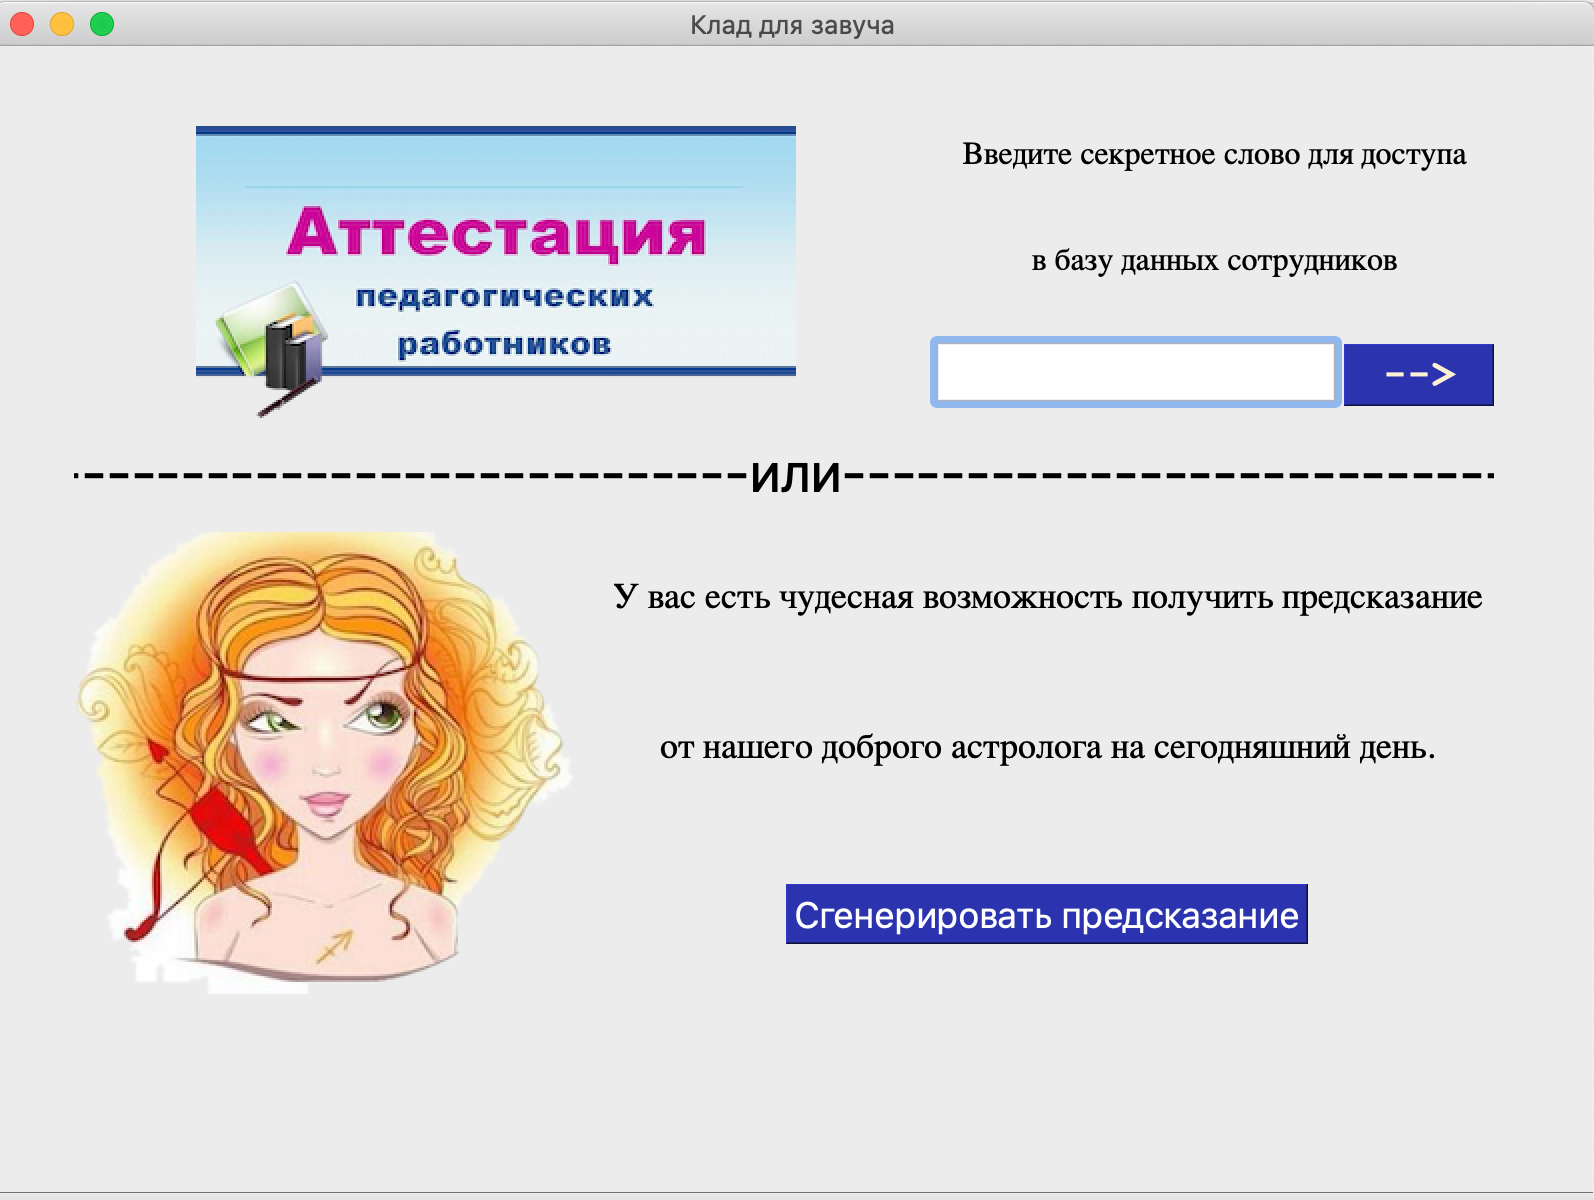 Клад для завуча
Аттестация
педагогических
работников
Введите секретное слово для доступа
в базу данных сотрудников
-->
---------------------------ИЛИ--------------------------
У вас есть чудесная возможность получить предсказание
от нашего доброго астролога на сегодняшний день.
Сгенерировать предсказание